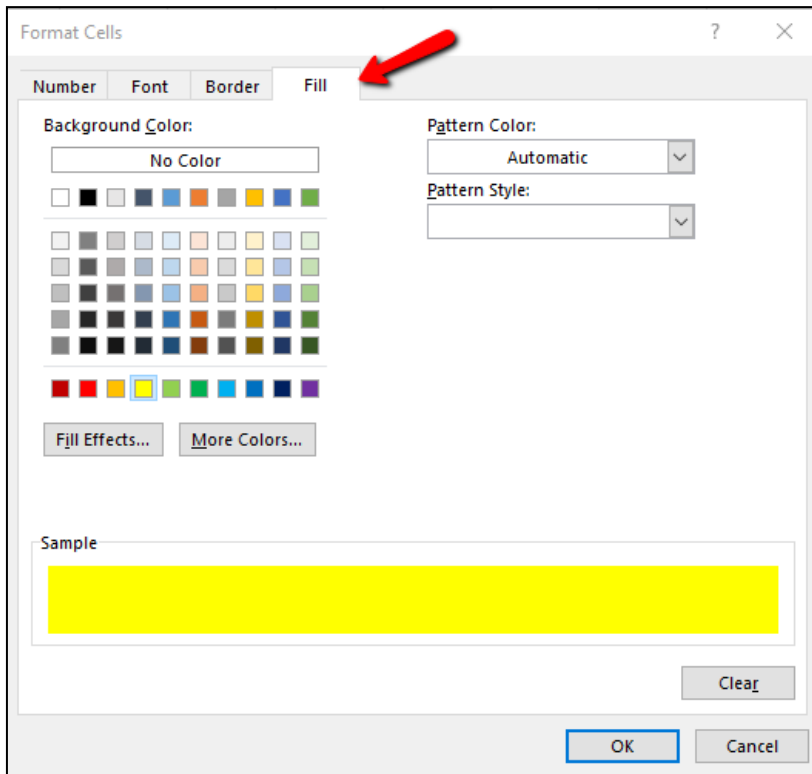 Format Cells ?
Number Font Border Fill
Background Color:
No Color
Pattern Color:
Automatic
Pattern Style:
Fill Effects... More Colors...
Sample
Clear
OK Cancel